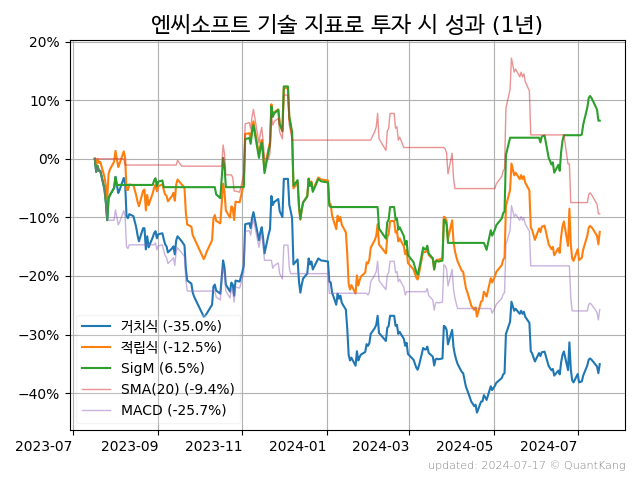 엔씨소프트 기술 지표로 투자 시 성과 (1년)
20%
10%
0%
−10%
−20%
−30%
−40%
거치식 (-35.0%)
적립식 (-12.5%)
SigM (6.5%)
SMA(20) (-9.4%)
MACD (-25.7%)
2023-07 2023-09 2023-11 2024-01 2024-03 2024-05 2024-07
updated: 2024-07-17 © QuantKang